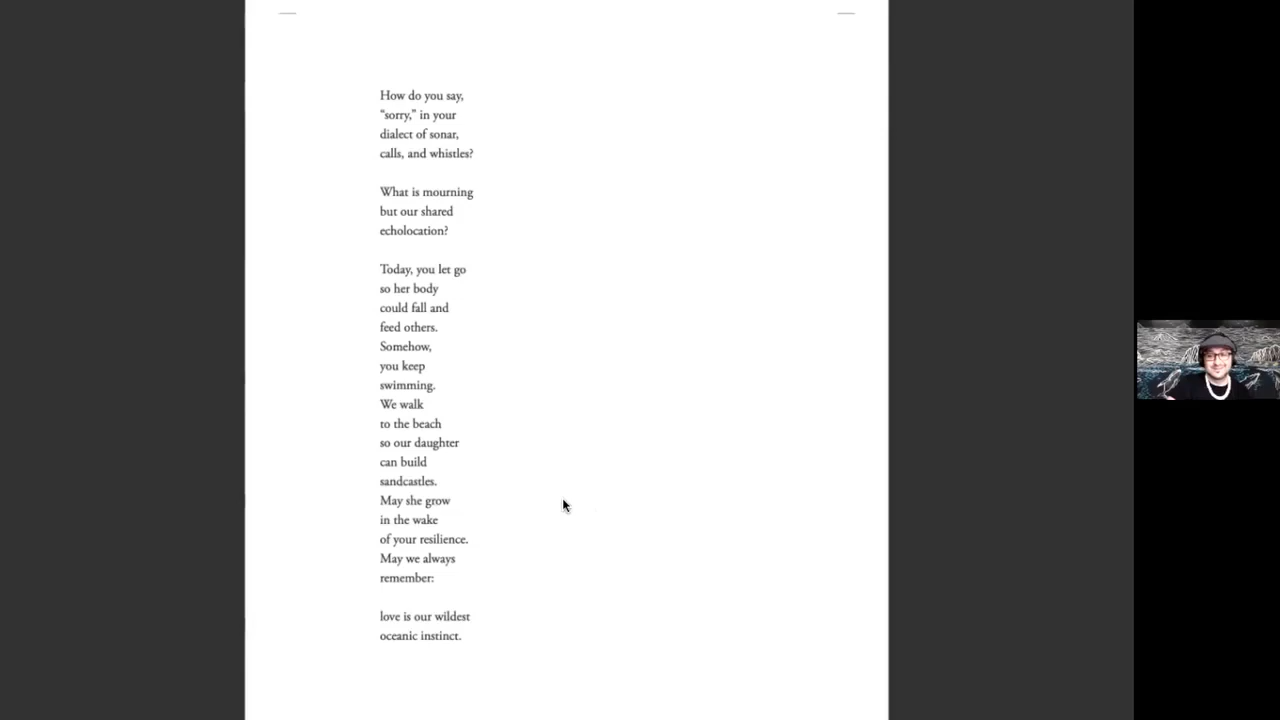 How do you say,
“sorry,” in your
dialect of sonar,
calls, and whistles?
What is mourning
but our shared
echolocation?
Today, you let go
so her body
could fall and
feed others.
Somehow,
you keep
swimming.
We walk
to the beach
so our daughter
can build
sandcastles.
May she grow
in the wake
of your resilience.
May we always
remember:
love is our wildest
oceanic instinct.